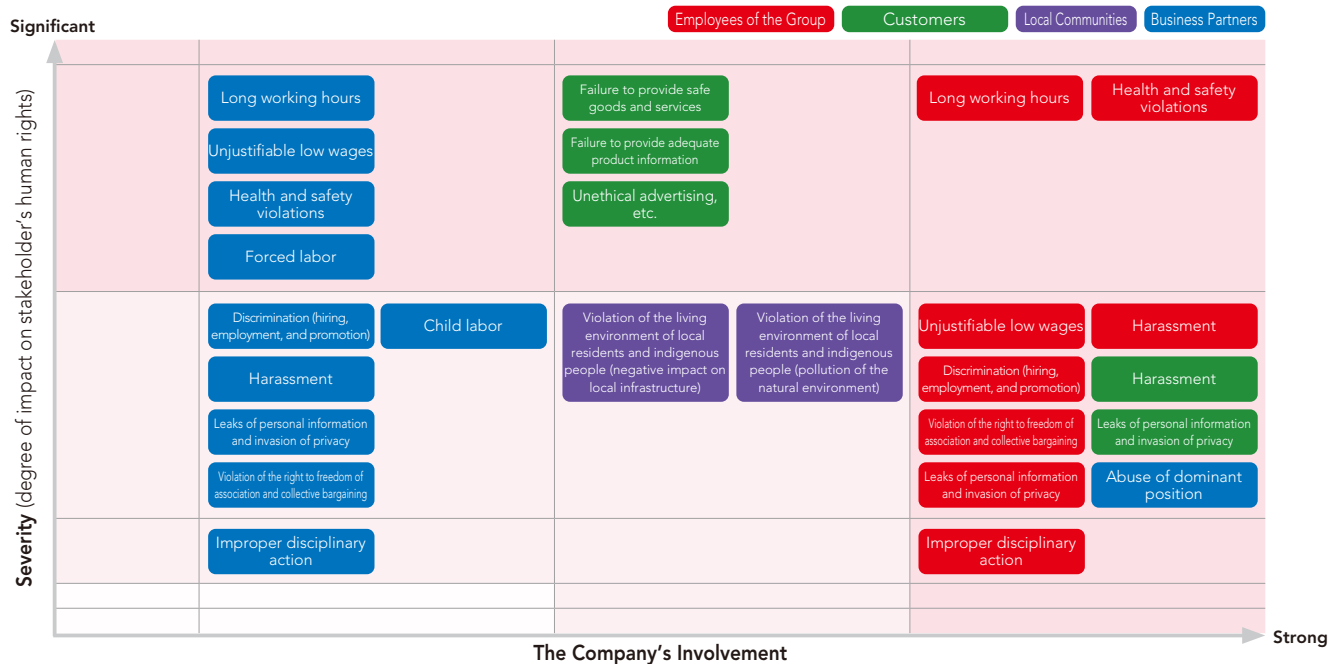 Employees of the Group
Customers
Local Communities
Business Partners
Significant
Severity (degree of impact on stakeholder's human rights)
Long working hours
Unjustifiable low wages
Health and safety
violations
Forced labor
Failure to provide safe
goods and services
Failure to provide adequate
product information
Unethical advertising,
etc.
Long working hours
Health and safety
violations
Discrimination (hiring,
employment, and promotion)
Child labor
Harassment
Leaks of personal information
and invasion of privacy
Violation of the right to freedom of
association and collective bargaining
Violation of the living
environment of local
residents and indigenous
people (negative impact on
local infrastructure)
Violation of the living
environment of local
residents and indigenous
people (pollution of the
natural environment)
Unjustifiable low wages
Harassment
Discrimination (hiring,
employment, and promotion)
Harassment
Violation of the right to freedom of
association and collective bargaining
Leaks of personal information
and invasion of privacy
Leaks of personal information
and invasion of privacy
Abuse of dominant
position
Improper disciplinary
action
Improper disciplinary
action
The Company's Involvement
Strong